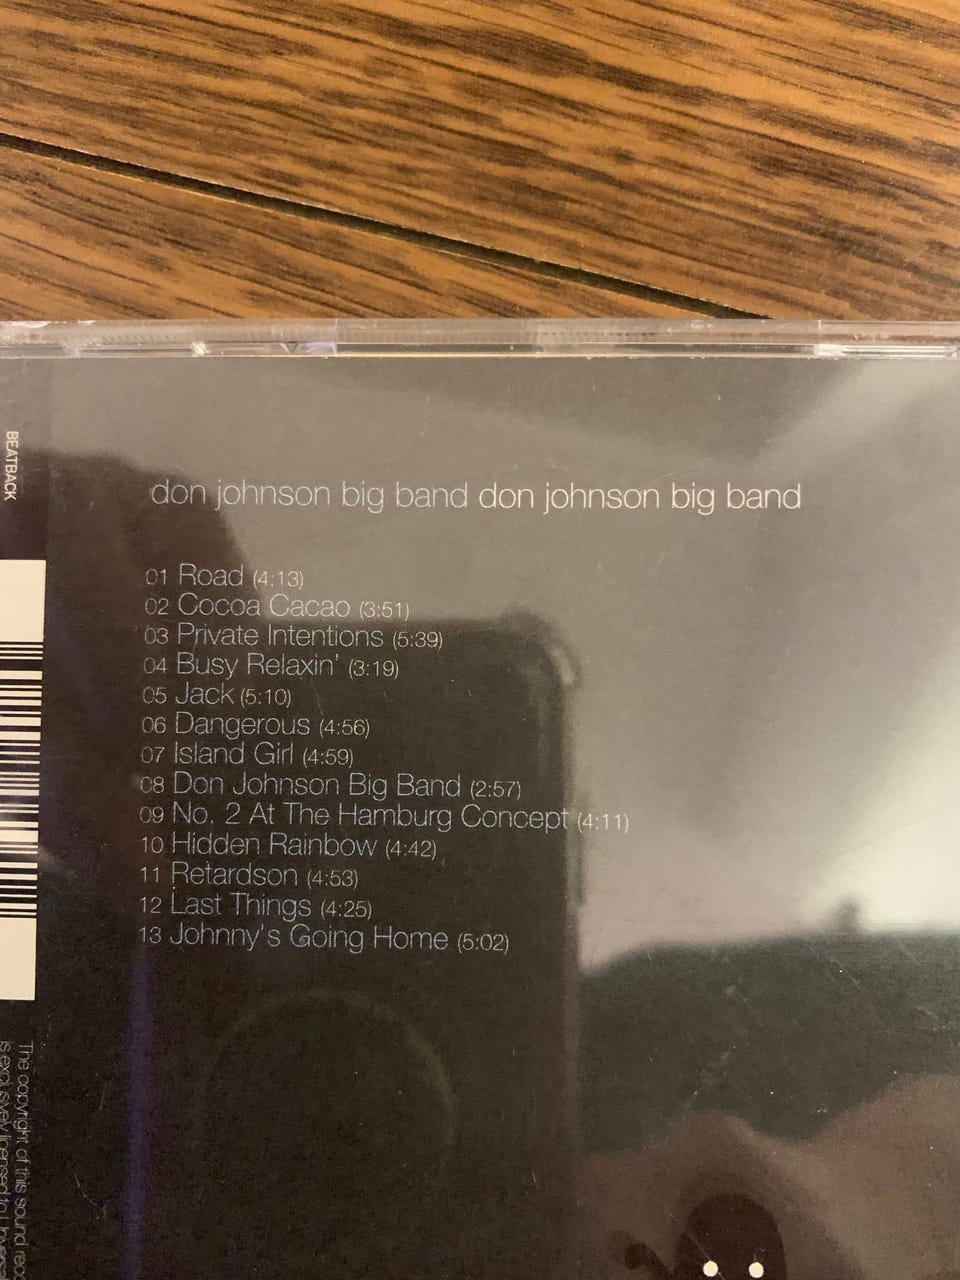 BEATBACK
don johnson big band don johnson big band
01 Road (4:13)
02 Cocoa Cacao (3:51)
03 Private Intentions (5:39)
04 Busy Relaxin' (3:19)
05 Jack (5:10)
06 Dangerous (4:56)
07 Island Girl (4:59)
08 Don Johnson Big Band (2:57)
09 No. 2 At The Hamburg Concept (4:11)
10 Hidden Rainbow (4:42)
11 Retardson (4:53)
12 Last Things (4:25)
13 Johnny's Going Home (5:02)
The copyright of this sound
is exclusively licensed to